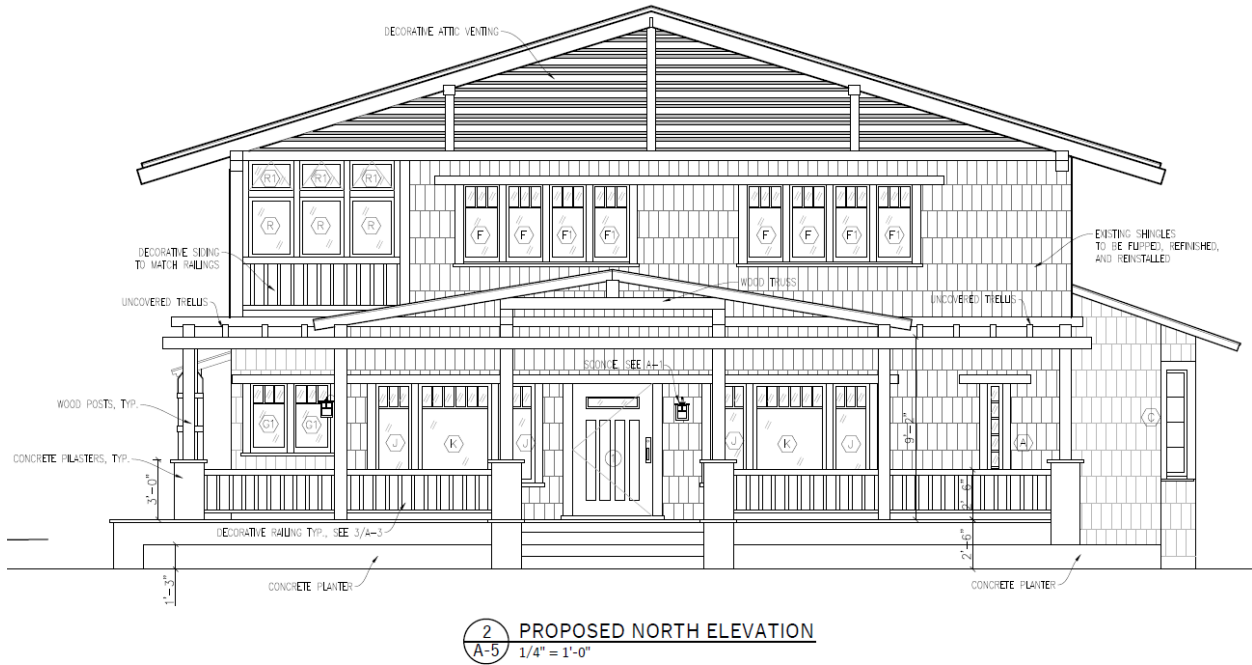 DECORATIVE ATTIC VENTING
R1 R1 R1
R R R
F F F1 F1
F F F1 F1
DECORATIVE SIDING
TO MATCH RAILINGS
EXISTING SHINGLES
TO BE FLIPPED, REFINISHED,
AND REINSTALLED
WOOD TRUSS
UNCOVERED TRELLIS
UNCOVERED TRELLIS
SCONCE, SEE A-1
WOOD POSTS, TYP.
G1 G1
J K J
1
J K J
A
C
9'-2"
CONCRETE PILASTERS, TYP.
3'-0"
2'-6"
DECORATIVE RAILING TYP., SEE 3/A-3
2'-6"
1'-3"
CONCRETE PLANTER
CONCRETE PLANTER
2
A-5
PROPOSED NORTH ELEVATION
1/4" = 1'-0"